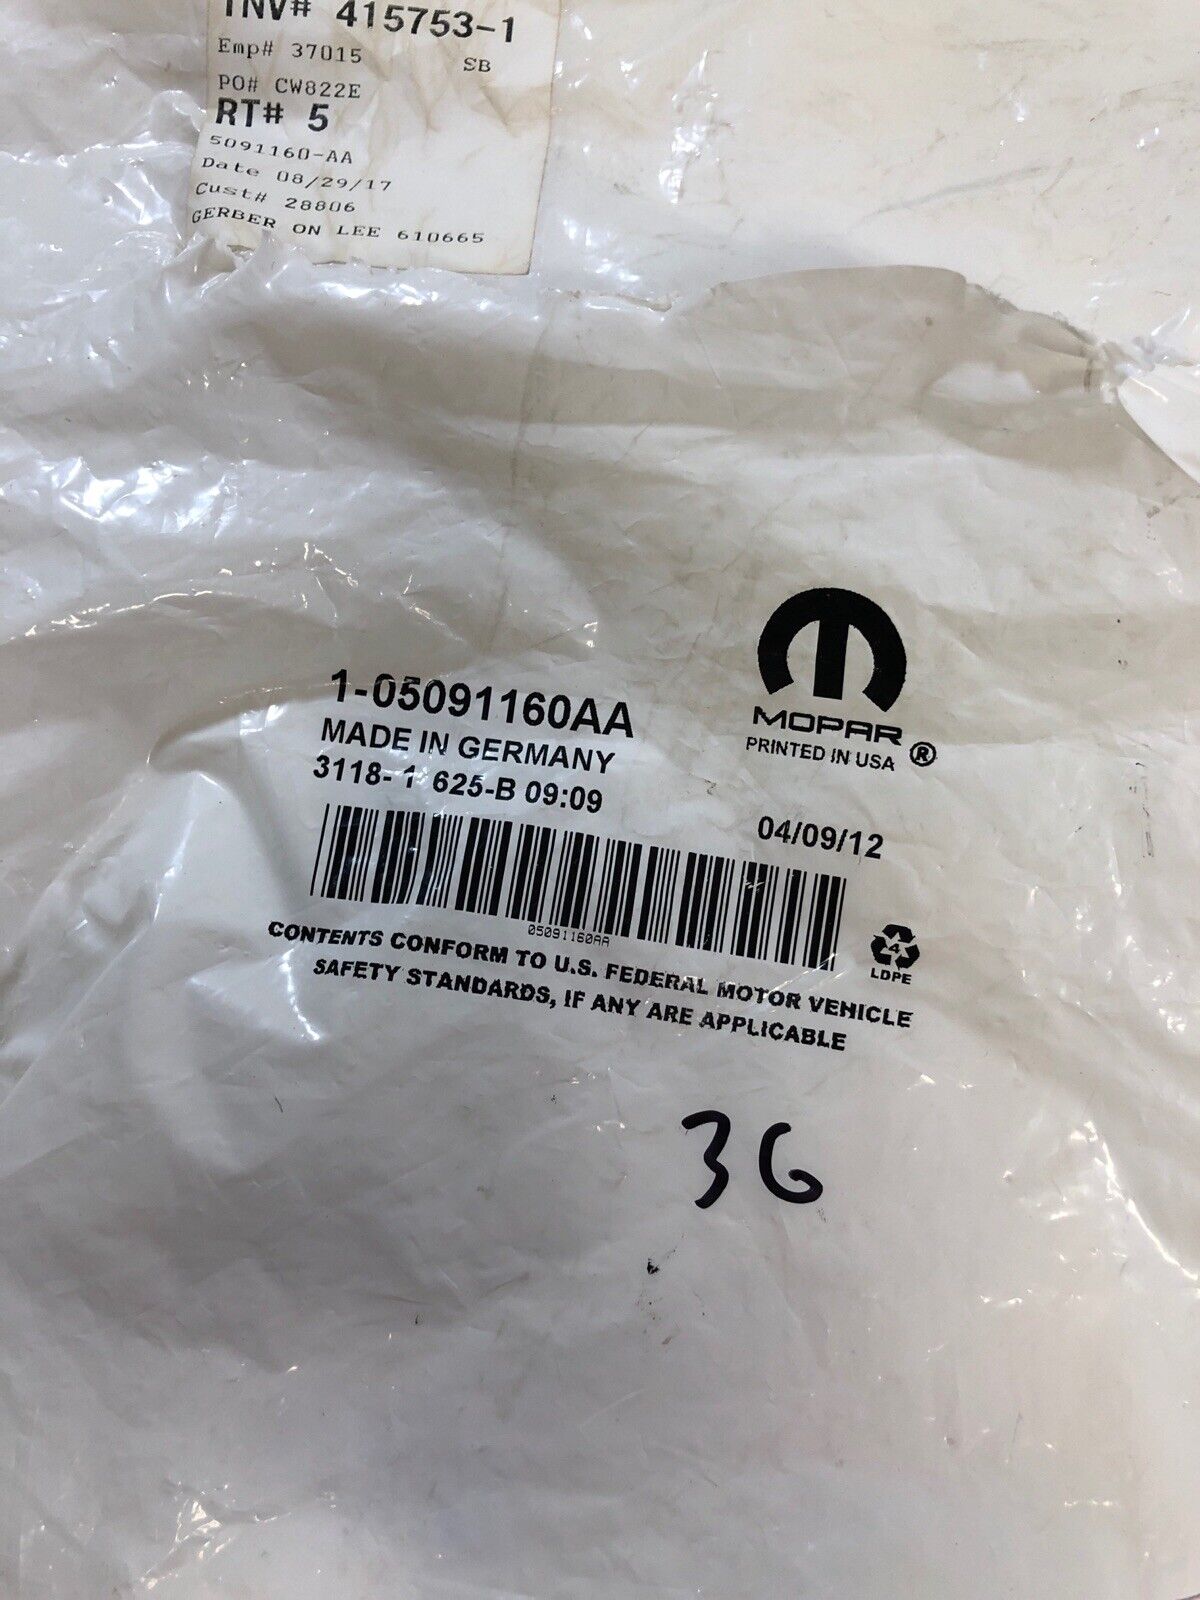 INV# 415753-1
Emp# 37015 SB
PO# CW822E
RT# 5
5091160-AA
Date 08/29/17
Cust# 28806
GERBER ON LEE 610665
MOPAR ®
PRINTED IN USA
1-05091160AA
MADE IN GERMANY
3118- 1 625-B 09:09
04/09/12
05091160AA
4
LDPE
CONTENTS CONFORM TO U.S. FEDERAL MOTOR VEHICLE
SAFETY STANDARDS, IF ANY ARE APPLICABLE
36